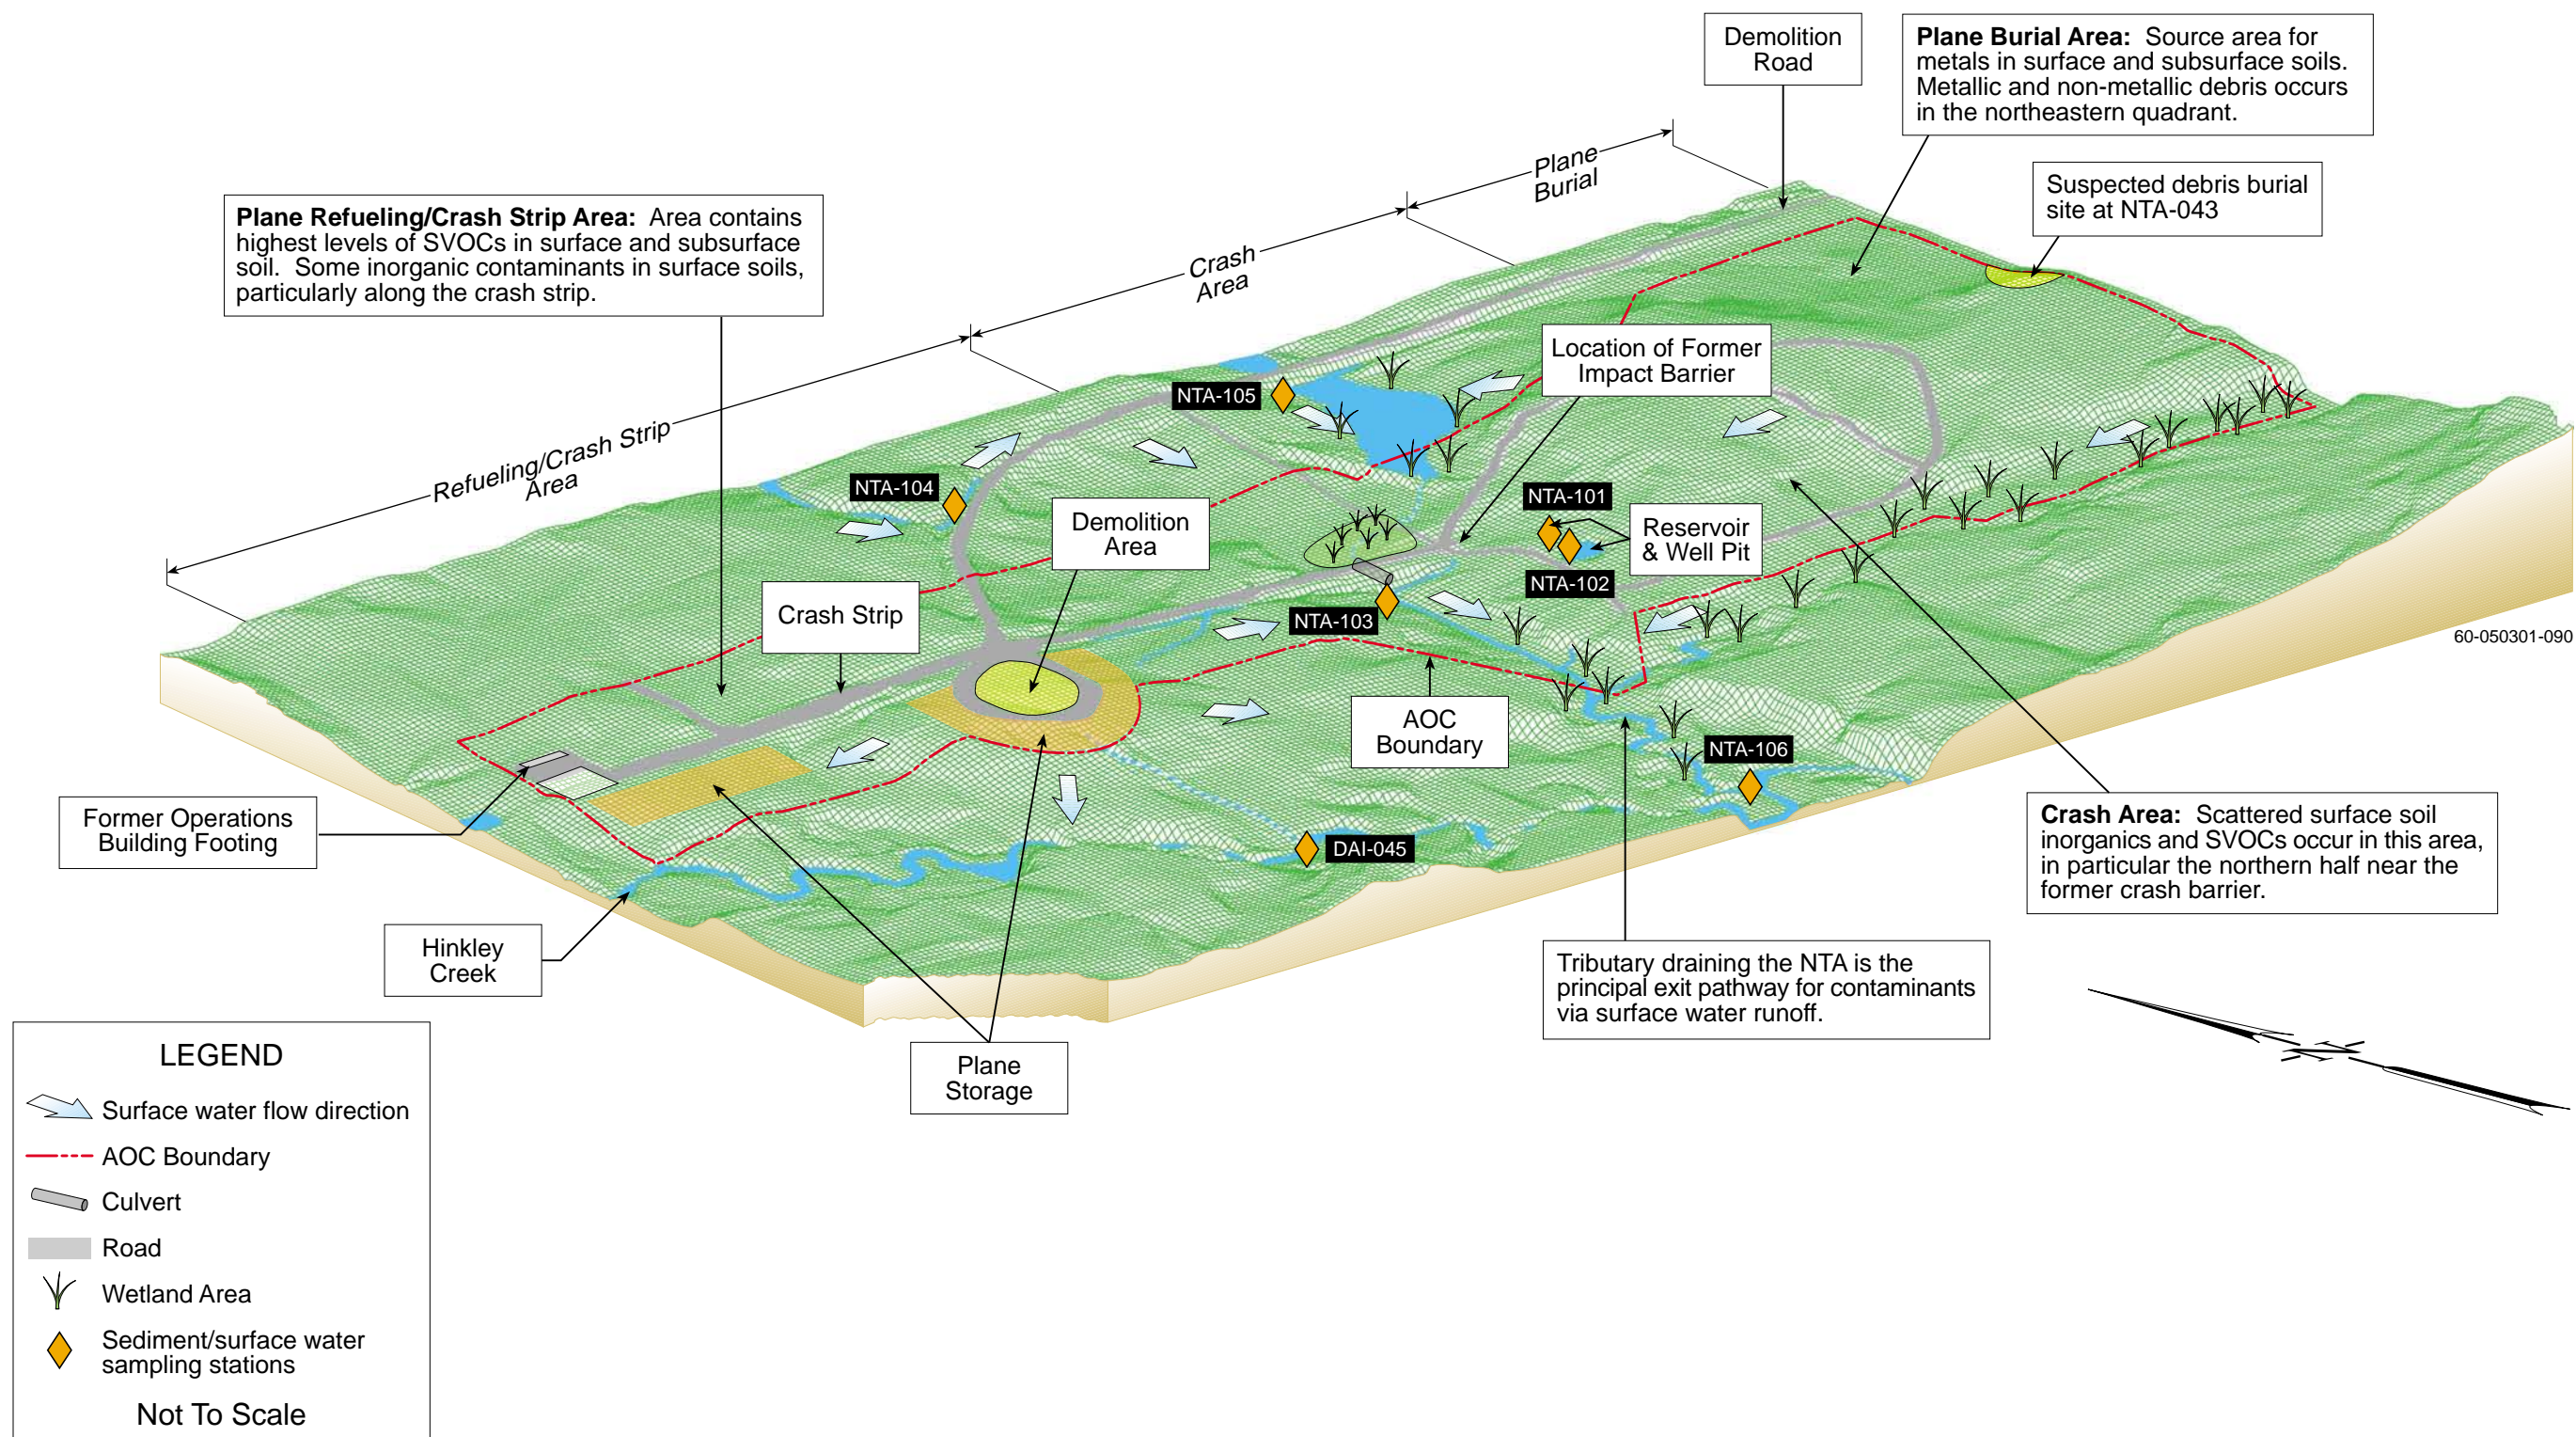 Demolition
Road
Plane Burial Area: Source area for
metals in surface and subsurface soils.
Metallic and non-metallic debris occurs
in the northeastern quadrant.
Plane
Burial
Suspected debris burial
site at NTA-043
Plane Refueling/Crash Strip Area: Area contains
highest levels of SVOCs in surface and subsurface
soil. Some inorganic contaminants in surface soils,
particularly along the crash strip.
Crash
Area
Location of Former
Impact Barrier
NTA-105
Refueling/Crash Strip
Area
NTA-104
NTA-101
Demolition
Area
Reservoir
& Well Pit
NTA-102
Crash Strip
NTA-103
60-050301-090
AOC
Boundary
NTA-106
Former Operations
Building Footing
DAI-045
Crash Area: Scattered surface soil
inorganics and SVOCs occur in this area,
in particular the northern half near the
former crash barrier.
Hinkley
Creek
Tributary draining the NTA is the
principal exit pathway for contaminants
via surface water runoff.
Plane
Storage
N
LEGEND
Surface water flow direction
AOC Boundary
Culvert
Road
Wetland Area
Sediment/surface water
sampling stations
Not To Scale